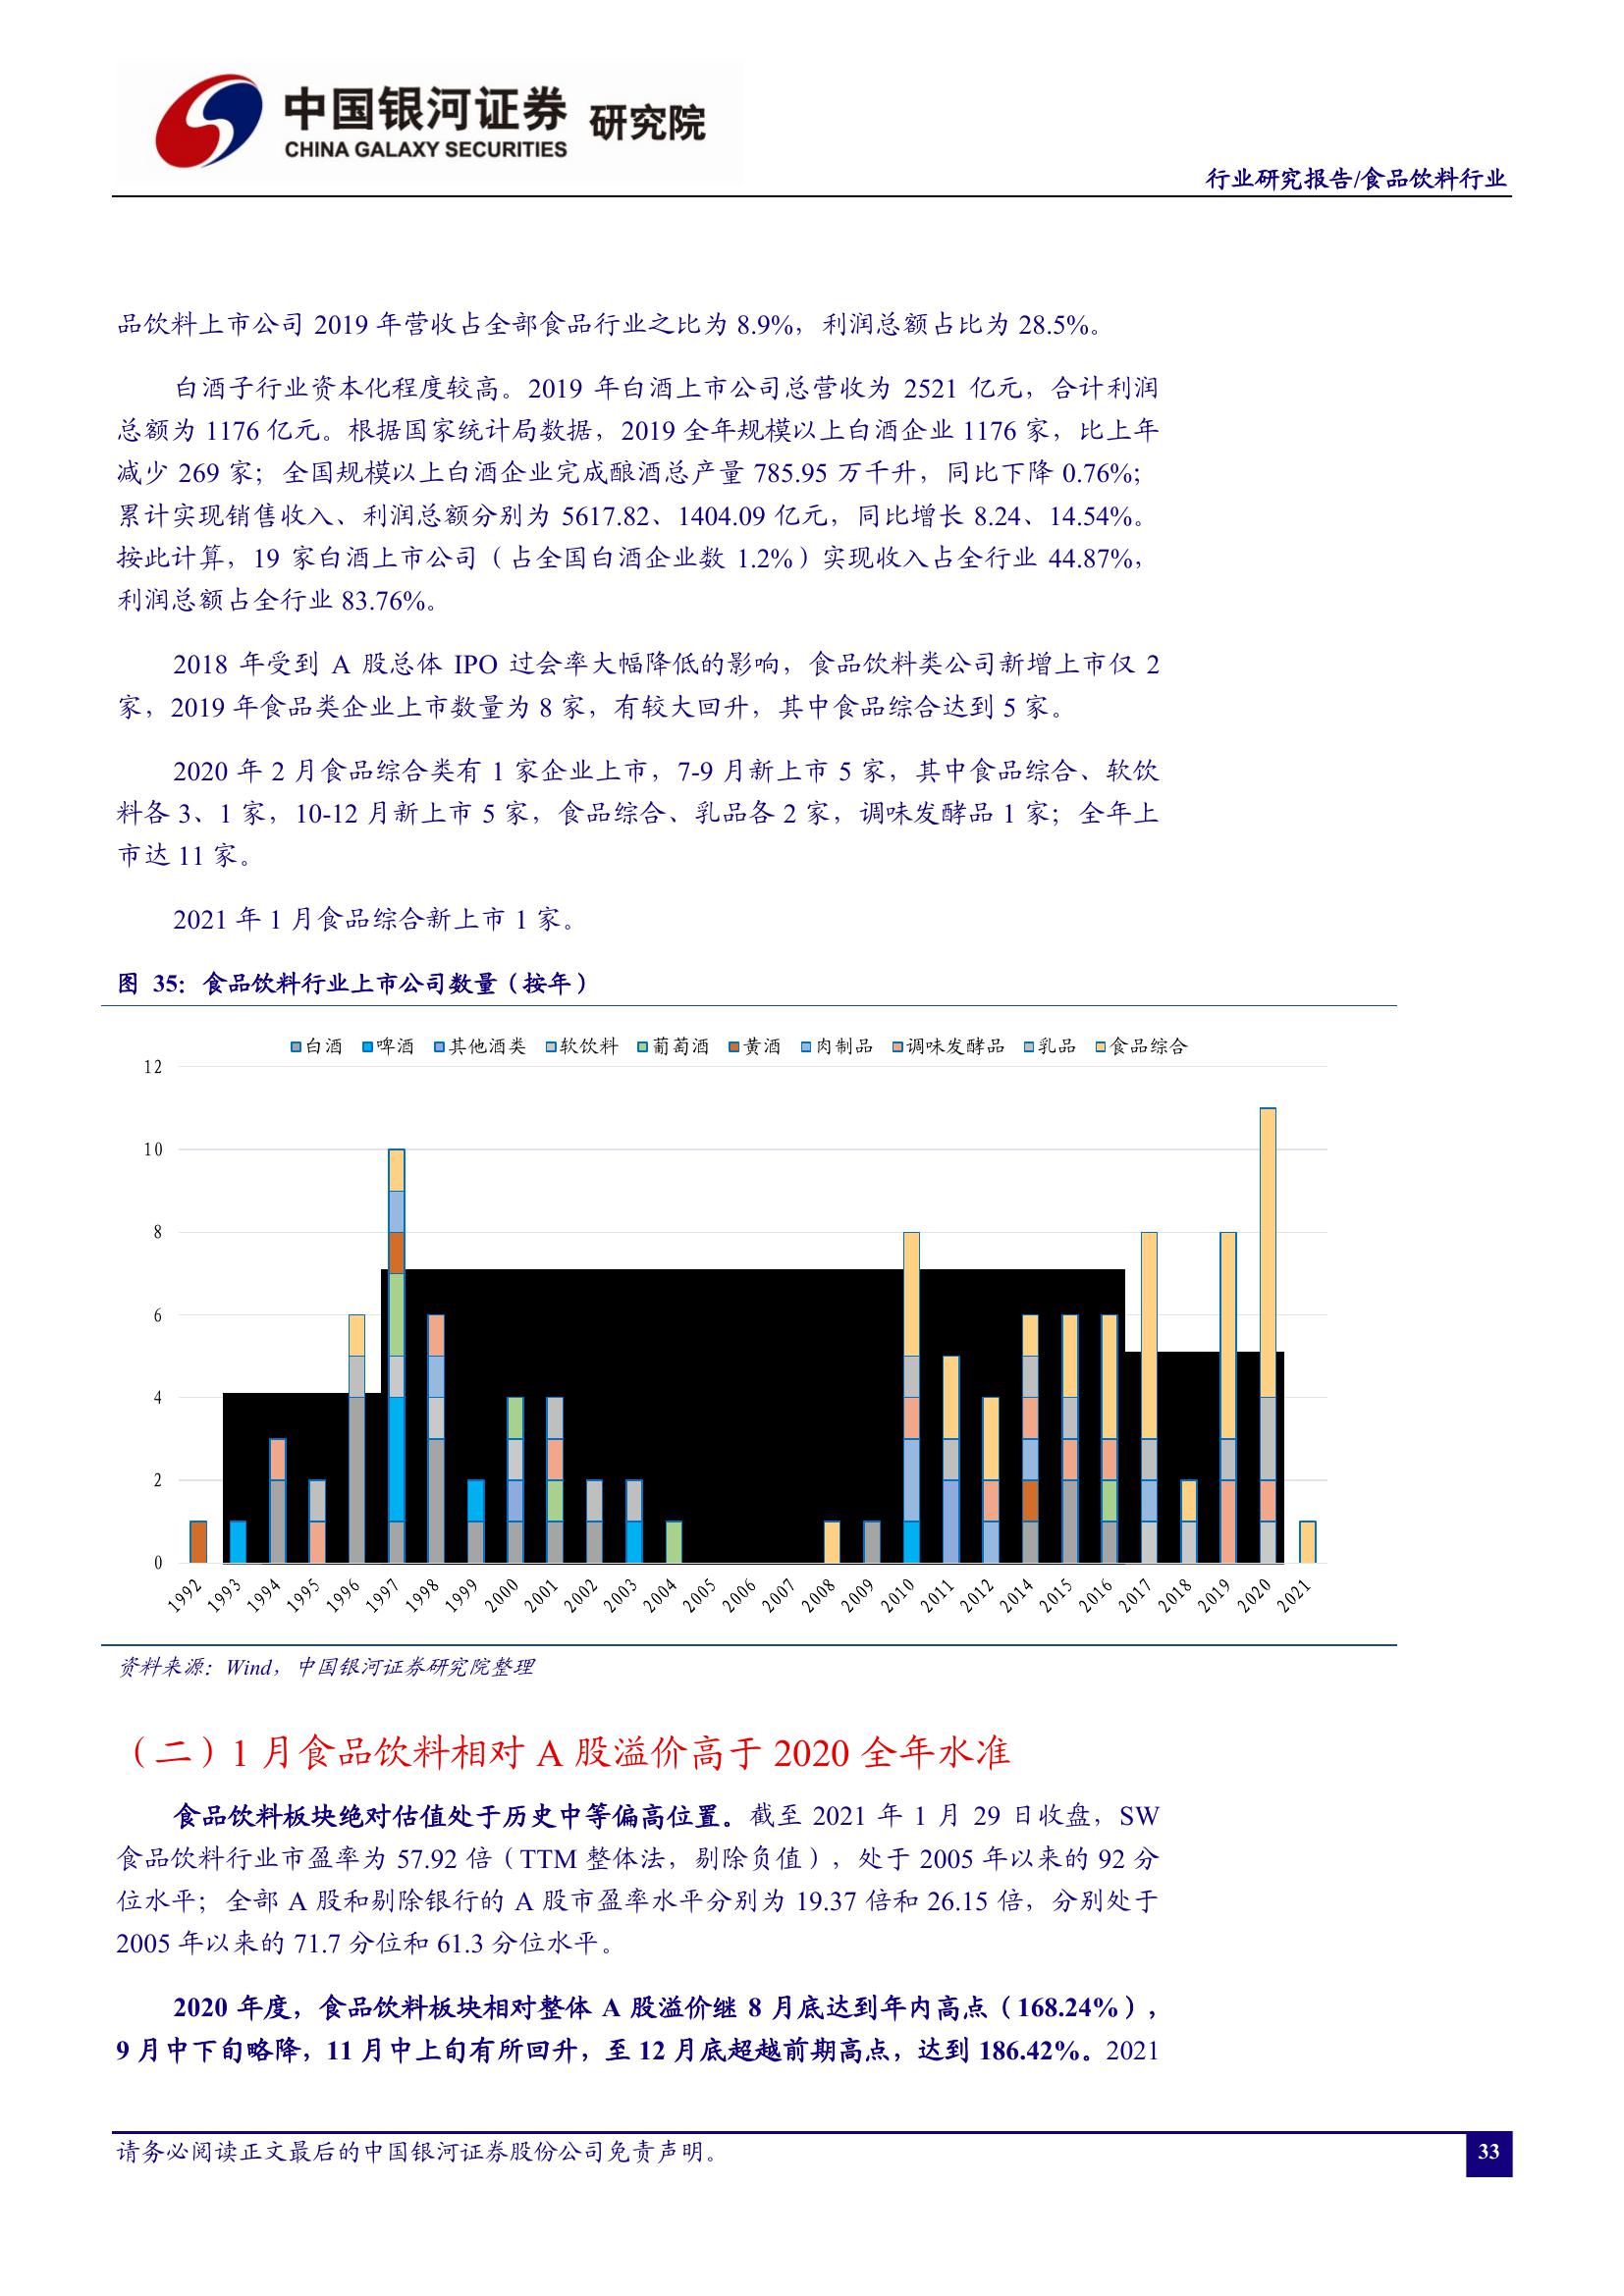 中国银河证券 研究院
CHINA GALAXY SECURITIES
行业研究报告/食品饮料行业
品饮料上市公司 2019 年营收占全部食品行业之比为 8.9%，利润总额占比为 28.5%。
白酒子行业资本化程度较高。2019 年白酒上市公司总营收为 2521 亿元，合计利润
总额为 1176 亿元。根据国家统计局数据，2019 全年规模以上白酒企业 1176 家，比上年
减少 269 家；全国规模以上白酒企业完成酿酒总产量 785.95 万千升，同比下降 0.76%；
累计实现销售收入、利润总额分别为 5617.82、1404.09 亿元，同比增长 8.24、14.54%。
按此计算，19 家白酒上市公司（占全国白酒企业数 1.2%）实现收入占全行业 44.87%，
利润总额占全行业 83.76%。
2018 年受到 A 股总体 IPO 过会率大幅降低的影响，食品饮料类公司新增上市仅 2
家，2019 年食品类企业上市数量为 8 家，有较大回升，其中食品综合达到 5 家。
2020 年 2 月食品综合类有 1 家企业上市，7-9 月新上市 5 家，其中食品综合、软饮
料各 3、1 家，10-12 月新上市 5 家，食品综合、乳品各 2 家，调味发酵品 1 家；全年上
市达 11 家。
2021 年 1 月食品综合新上市 1 家。
图 35：食品饮料行业上市公司数量（按年）
白酒 啤酒 其他酒类 软饮料 葡萄酒 黄酒 肉制品 调味发酵品 乳品 食品综合
12
10
8
6
4
2
0
1992 1993 1994 1995 1996 1997 1998 1999 2000 2001 2002 2003 2004 2005 2006 2007 2008 2009 2010 2011 2012 2014 2015 2016 2017 2018 2019 2020 2021
资料来源：Wind，中国银河证券研究院整理
（二）1 月食品饮料相对 A 股溢价高于 2020 全年水准
食品饮料板块绝对估值处于历史中等偏高位置。截至 2021 年 1 月 29 日收盘，SW
食品饮料行业市盈率为 57.92 倍（TTM 整体法，剔除负值），处于 2005 年以来的 92 分
位水平；全部 A 股和剔除银行的 A 股市盈率水平分别为 19.37 倍和 26.15 倍，分别处于
2005 年以来的 71.7 分位和 61.3 分位水平。
2020 年度，食品饮料板块相对整体 A 股溢价继 8 月底达到年内高点（168.24%），
9 月中下旬略降，11 月中上旬有所回升，至 12 月底超越前期高点，达到 186.42%。2021
请务必阅读正文最后的中国银河证券股份公司免责声明。
33